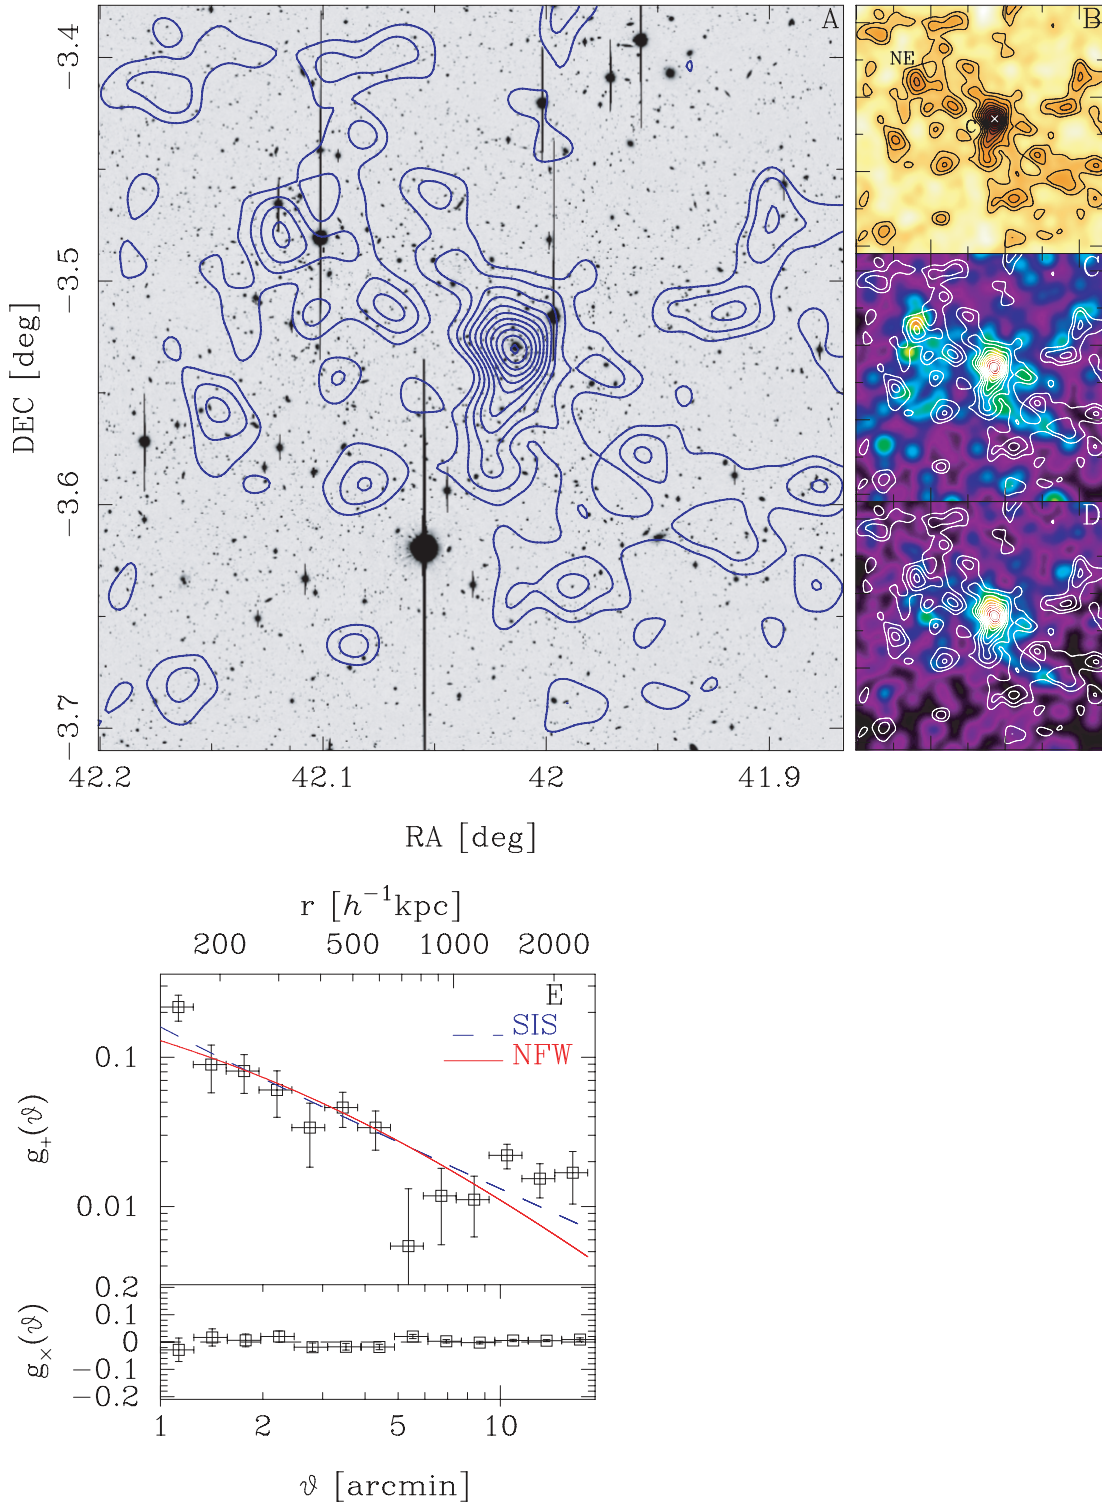 A
B
NE
C
C
D
−3.4
−3.5
−3.6
−3.7
DEC [deg]
42.2 42.1 42 41.9
RA [deg]
r [h⁻¹kpc]
200 500 1000 2000
E
SIS
NFW
0.1
0.01
g₊(ϑ)
0.2
0.1
0
−0.1
−0.2
g×(ϑ)
1 2 5 10
ϑ [arcmin]